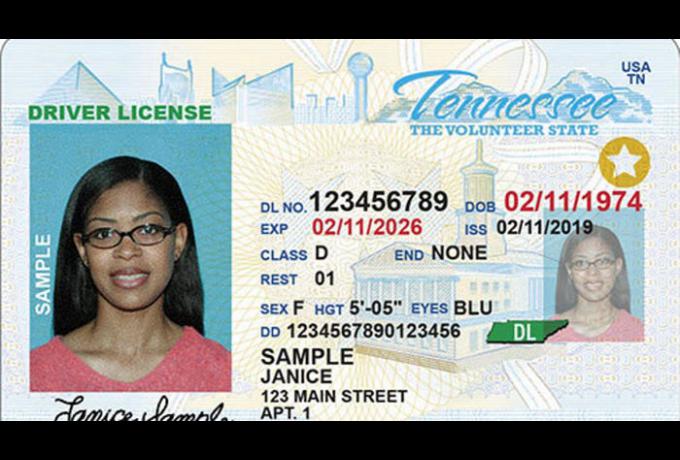 USA
TN
Tennessee
THE VOLUNTEER STATE
DRIVER LICENSE
SAMPLE
DL NO. 123456789 DOB 02/11/1974
EXP 02/11/2026 ISS 02/11/2019
CLASS D END NONE
REST 01
SEX F HGT 5'-05" EYES BLU
DD 1234567890123456
DL
SAMPLE
JANICE
123 MAIN STREET
APT. 1
Janice Sample